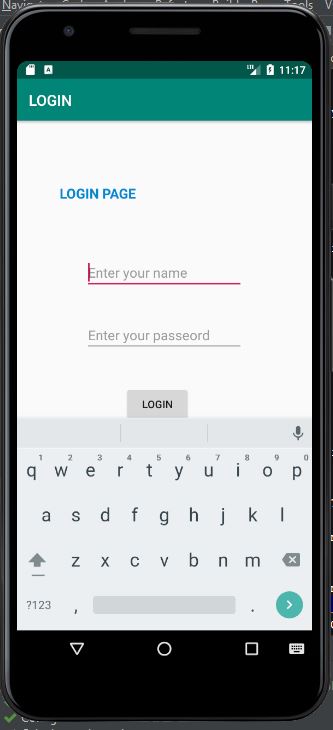 LTE 11:17
LOGIN
LOGIN PAGE
Enter your name
Enter your passeord
LOGIN
1 2 3 4 5 6 7 8 9 0
q w e r t y u i o p
a s d f g h j k l
z x c v b n m
?123 , .